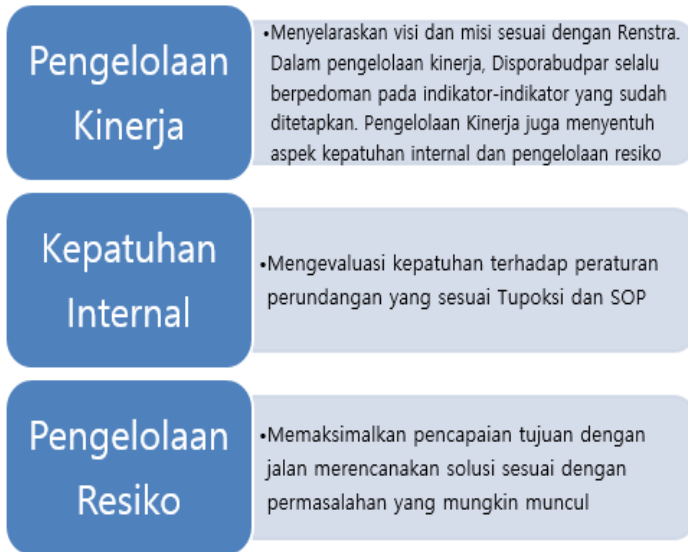 Pengelolaan
Kinerja
•Menyelaraskan visi dan misi sesuai dengan Renstra.
Dalam pengelolaan kinerja, Disporabudpar selalu
berpedoman pada indikator-indikator yang sudah
ditetapkan. Pengelolaan Kinerja juga menyentuh
aspek kepatuhan internal dan pengelolaan resiko
Kepatuhan
Internal
•Mengevaluasi kepatuhan terhadap peraturan
perundangan yang sesuai Tupoksi dan SOP
Pengelolaan
Resiko
•Memaksimalkan pencapaian tujuan dengan
jalan merencanakan solusi sesuai dengan
permasalahan yang mungkin muncul